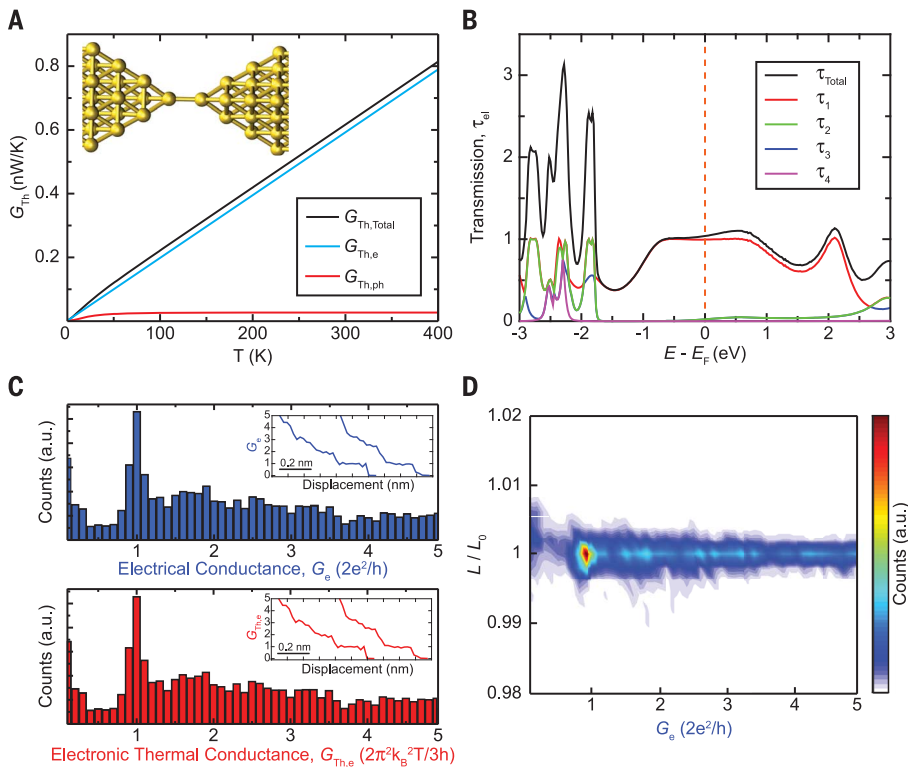 A
G_Th (nW/K)
0.8
0.6
0.4
0.2
0
100
200
300
400
T (K)
G_Th,Total
G_Th,e
G_Th,ph
B
Transmission, τ_el
3
2
1
0
-3
-2
-1
0
1
2
3
E - E_F (eV)
τ_Total
τ_1
τ_2
τ_3
τ_4
C
Counts (a.u.)
1
2
3
4
5
Electrical Conductance, G_e (2e²/h)
G_e
5
4
3
2
1
0
0.2 nm
Displacement (nm)
Counts (a.u.)
1
2
3
4
5
Electronic Thermal Conductance, G_Th,e (2π²k_B²T/3h)
G_Th,e
5
4
3
2
1
0
0.2 nm
Displacement (nm)
D
L / L_0
1.02
1.01
1
0.99
0.98
1
2
3
4
5
G_e (2e²/h)
Counts (a.u.)